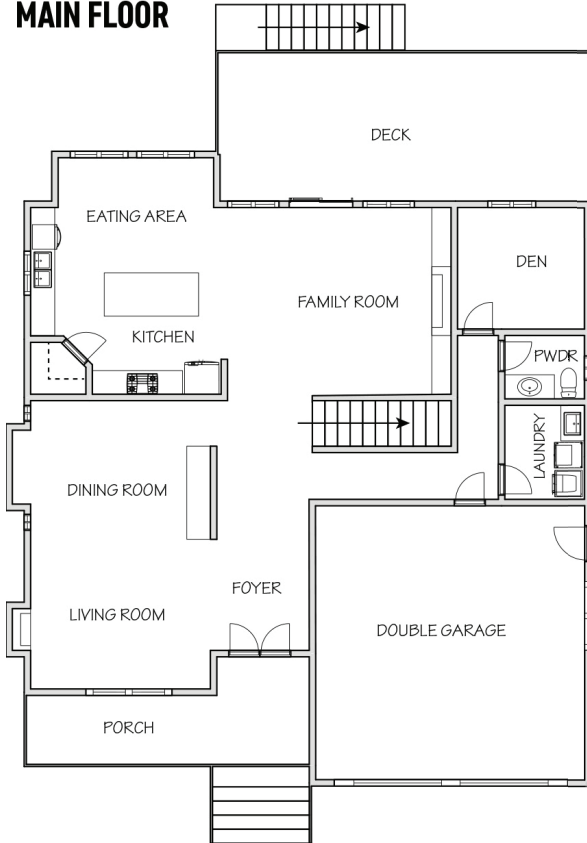 MAIN FLOOR
DECK
EATING AREA
DEN
FAMILY ROOM
KITCHEN
PWDR
LAUNDRY
DINING ROOM
FOYER
LIVING ROOM
DOUBLE GARAGE
PORCH